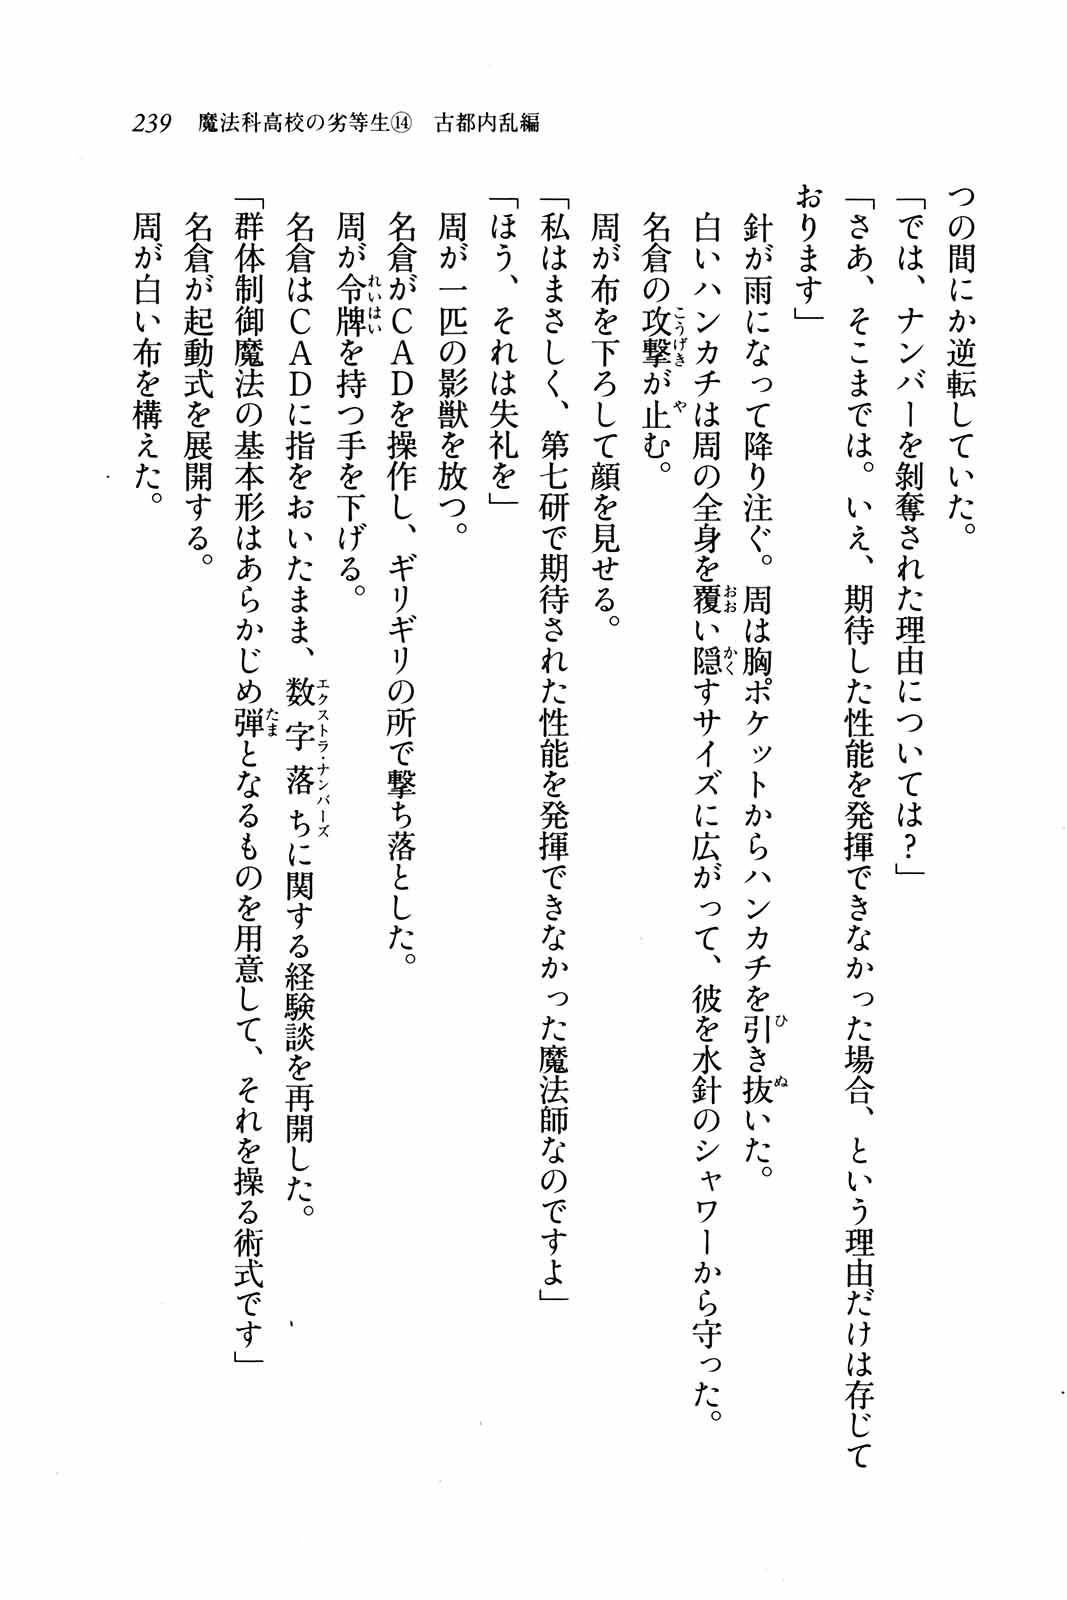 239 魔法科高校の劣等生⑭ 古都内乱編
つの間にか逆転していた。
「では、ナンバーを剝奪された理由については？」
「さあ、そこまでは。いえ、期待した性能を発揮できなかった場合、という理由だけは存じて
おります」
針が雨になって降り注ぐ。周は胸ポケットからハンカチを引き抜いた。
白いハンカチは周の全身を覆い隠すサイズに広がって、彼を水針のシャワーから守った。
名倉の攻撃が止む。
周が布を下ろして顔を見せる。
「私はまさしく、第七研で期待された性能を発揮できなかった魔法師なのですよ」
「ほう、それは失礼を」
周が一匹の影獣を放つ。
名倉がＣＡＤを操作し、ギリギリの所で撃ち落とした。
周が令牌を持つ手を下げる。
名倉はＣＡＤに指をおいたまま、数字落ちに関する経験談を再開した。
「群体制御魔法の基本形はあらかじめ弾となるものを用意して、それを操る術式です」
名倉が起動式を展開する。
周が白い布を構えた。